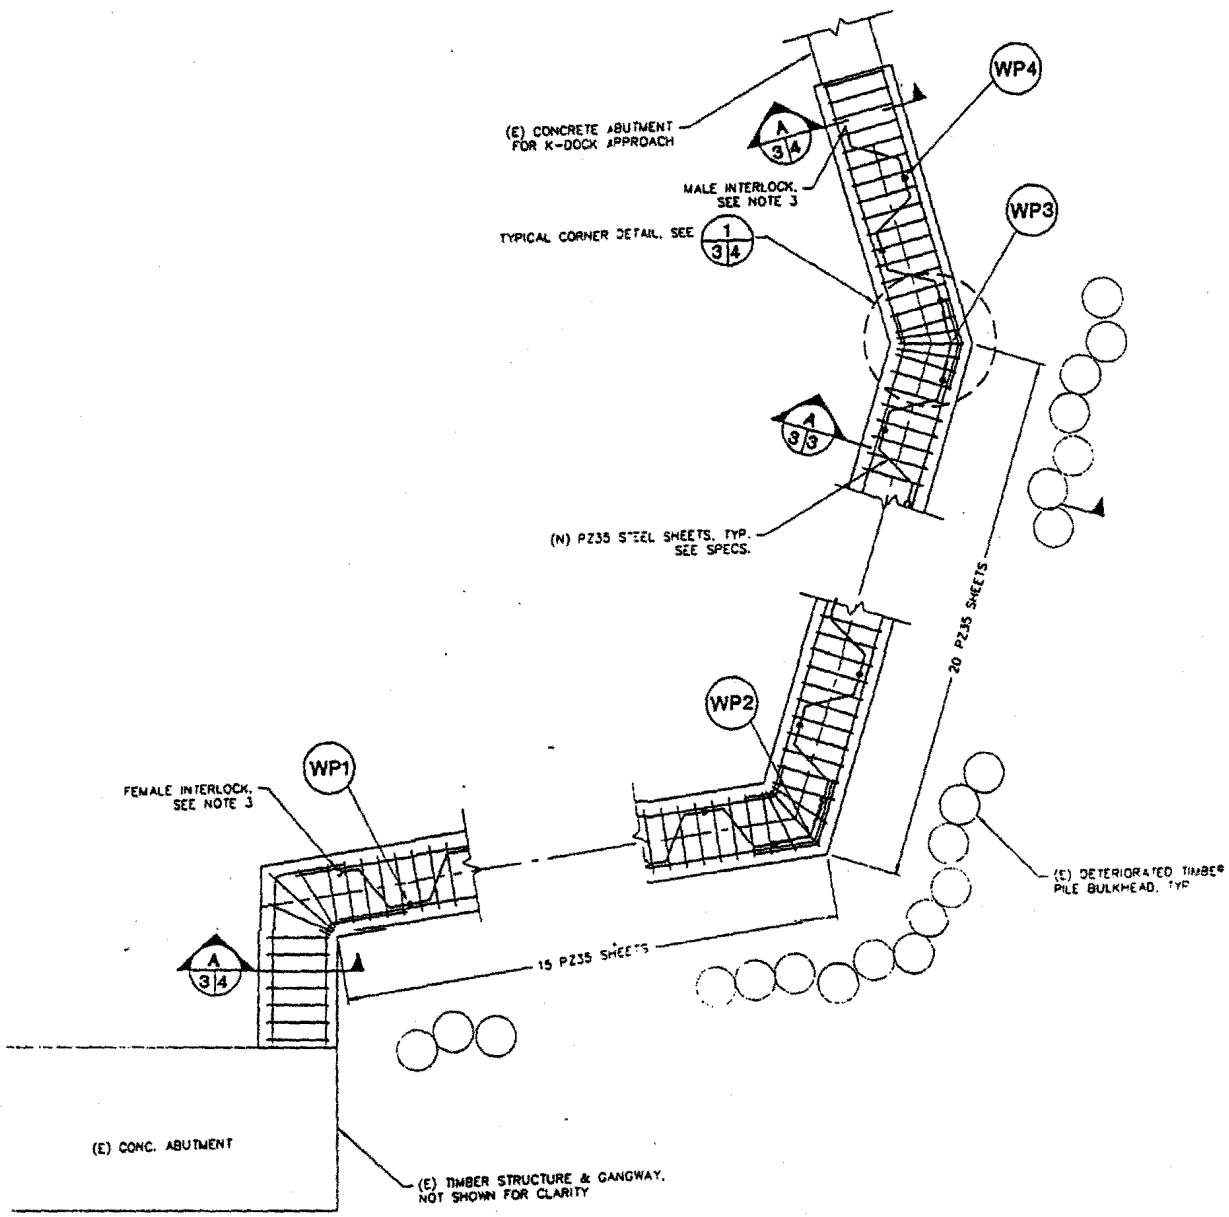 WP4
(E) CONCRETE ABUTMENT
FOR K-DOCK APPROACH
A
3 4
MALE INTERLOCK,
SEE NOTE 3
WP3
TYPICAL CORNER DETAIL, SEE
1
3 4
A
3 3
(N) PZ35 STEEL SHEETS, TYP.
SEE SPECS.
20 PZ35 SHEETS
WP2
WP1
FEMALE INTERLOCK,
SEE NOTE 3
(E) DETERIORATED TIMBER
PILE BULKHEAD, TYP
15 PZ35 SHEETS
A
3 4
(E) CONC. ABUTMENT
(E) TIMBER STRUCTURE & GANGWAY,
NOT SHOWN FOR CLARITY